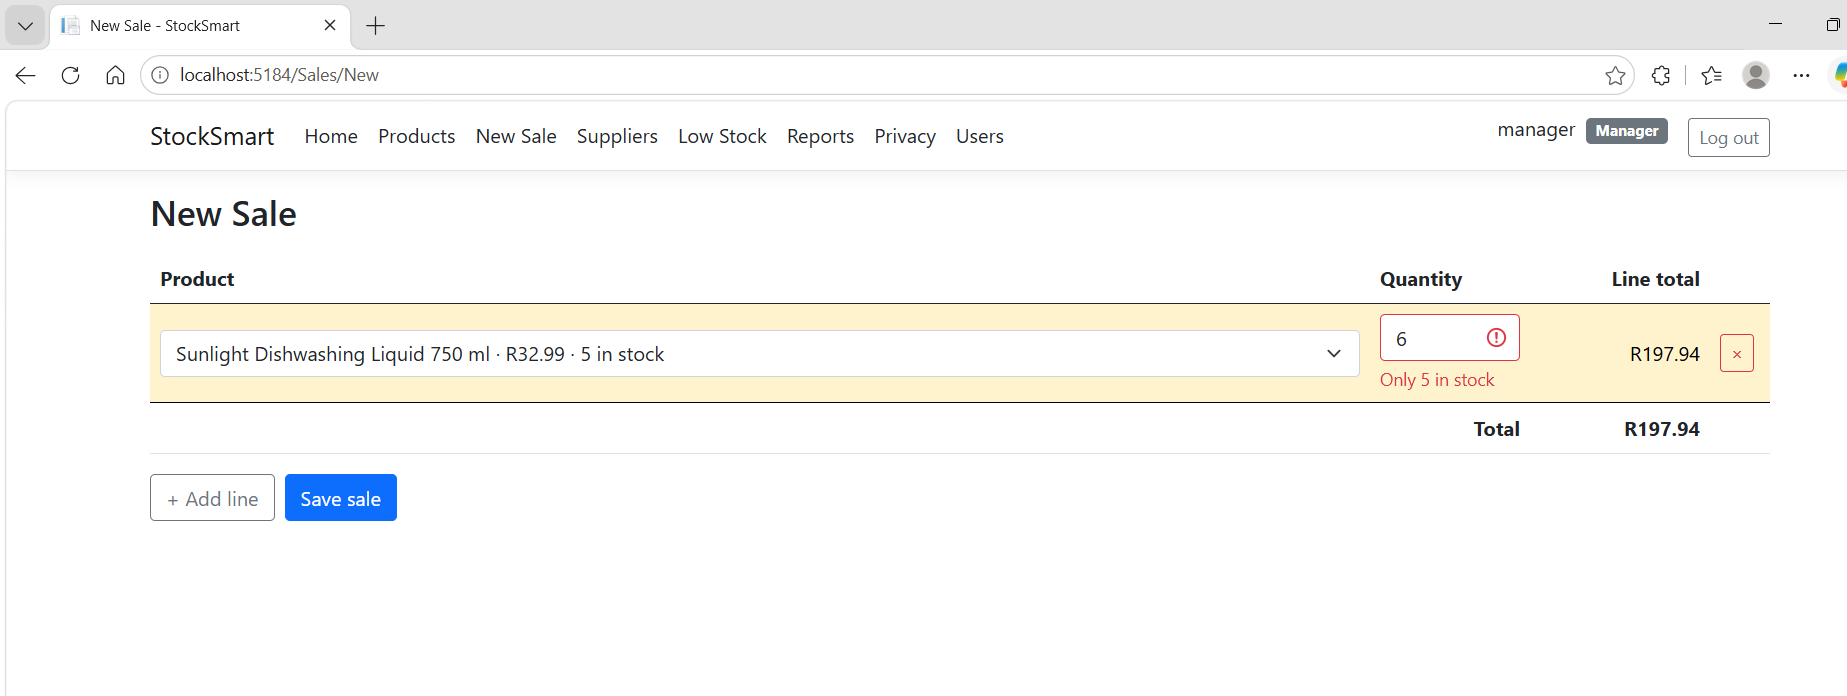 New Sale - StockSmart
localhost:5184/Sales/New
StockSmart Home Products New Sale Suppliers Low Stock Reports Privacy Users manager Manager Log out
New Sale
Product Quantity Line total
Sunlight Dishwashing Liquid 750 ml · R32.99 · 5 in stock 6 R197.94 ×
Only 5 in stock
Total R197.94
+ Add line Save sale